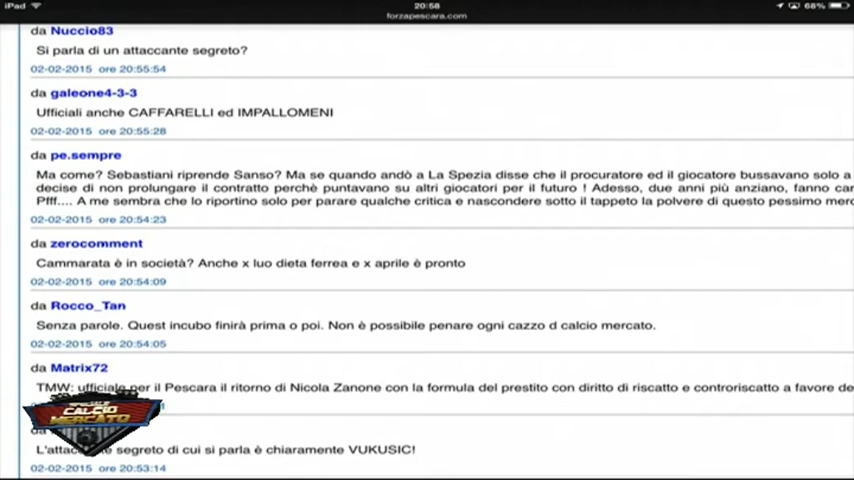 iPad 20:58 68%
forzapescara.com
da Nuccio83
Si parla di un attaccante segreto?
02-02-2015 ore 20:55:54
da galeone4-3-3
Ufficiali anche CAFFARELLI ed IMPALLOMENI
02-02-2015 ore 20:55:28
da pe.sempre
Ma come? Sebastiani riprende Sanso? Ma se quando andò a La Spezia disse che il procuratore ed il giocatore bussavano solo a
decise di non prolungare il contratto perchè puntavano su altri giocatori per il futuro ! Adesso, due anni più anziano, fanno
Pfff.... A me sembra che lo riportino solo per parare qualche critica e nascondere sotto il tappeto la polvere di questo pessimo
02-02-2015 ore 20:54:23
da zerocomment
Cammarata è in società? Anche x luo dieta ferrea e x aprile è pronto
02-02-2015 ore 20:54:09
da Rocco_Tan
Senza parole. Quest incubo finirà prima o poi. Non è possibile penare ogni cazzo d calcio mercato.
02-02-2015 ore 20:54:05
da Matrix72
TMW: ufficiale per il Pescara il ritorno di Nicola Zanone con la formula del prestito con diritto di riscatto e controriscatto a favore
CALCIO
MERCATO
da
segreto di cui si parla è chiaramente VUKUSIC!
02-02-2015 ore 20:53:14